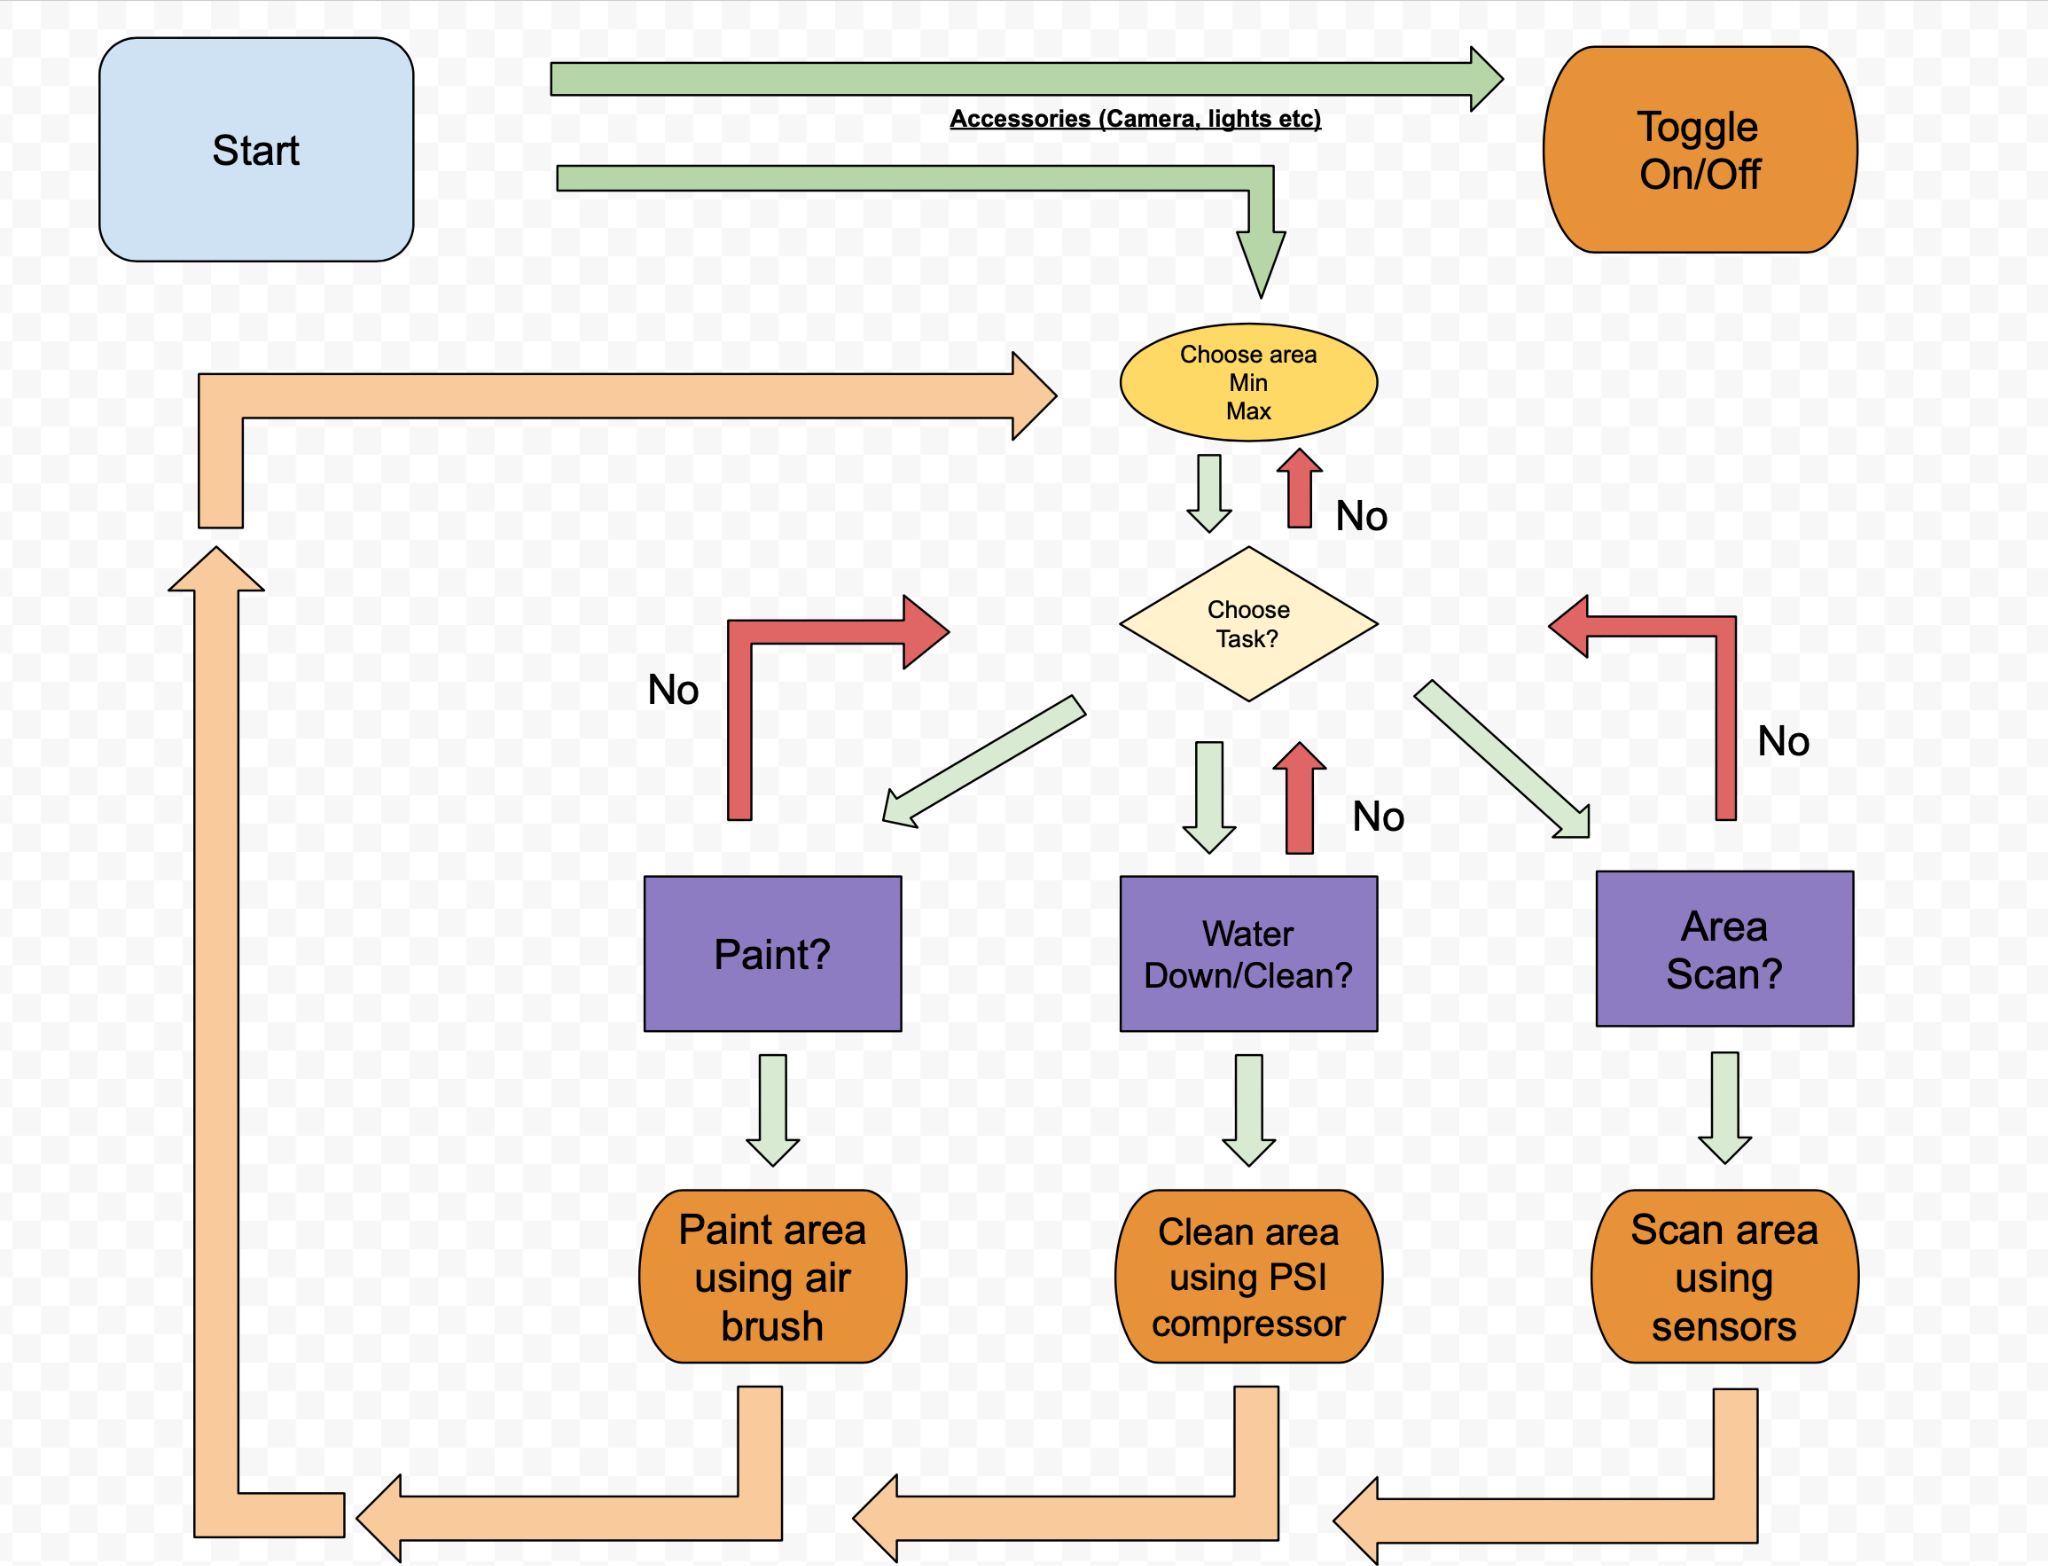 Start
Accessories (Camera, lights etc)
Toggle
On/Off
Choose area
Min
Max
No
Choose
Task?
No
No
No
Paint?
Water
Down/Clean?
Area
Scan?
Paint area
using air
brush
Clean area
using PSI
compressor
Scan area
using
sensors